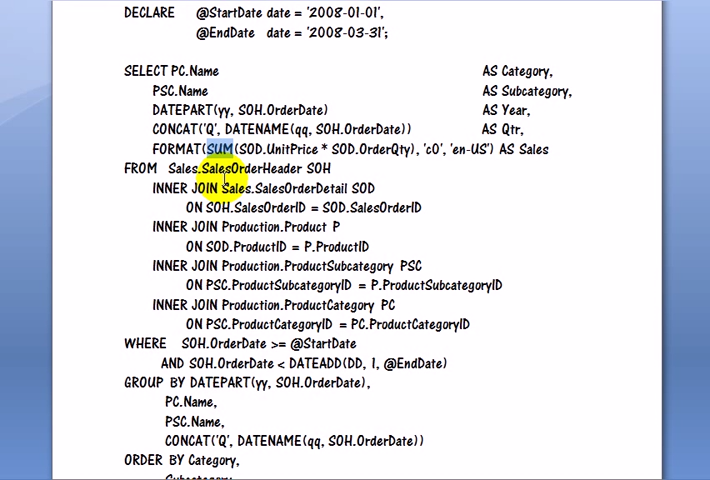 DECLARE @StartDate date = '2008-01-01',
@EndDate date = '2008-03-31';
SELECT PC.Name AS Category,
PSC.Name AS Subcategory,
DATEPART(yy, SOH.OrderDate) AS Year,
CONCAT('Q', DATENAME(qq, SOH.OrderDate)) AS Qtr,
FORMAT(SUM(SOD.UnitPrice * SOD.OrderQty), 'c0', 'en-US') AS Sales
FROM Sales.SalesOrderHeader SOH
INNER JOIN Sales.SalesOrderDetail SOD
ON SOH.SalesOrderID = SOD.SalesOrderID
INNER JOIN Production.Product P
ON SOD.ProductID = P.ProductID
INNER JOIN Production.ProductSubcategory PSC
ON PSC.ProductSubcategoryID = P.ProductSubcategoryID
INNER JOIN Production.ProductCategory PC
ON PSC.ProductCategoryID = PC.ProductCategoryID
WHERE SOH.OrderDate >= @StartDate
AND SOH.OrderDate < DATEADD(DD, 1, @EndDate)
GROUP BY DATEPART(yy, SOH.OrderDate),
PC.Name,
PSC.Name,
CONCAT('Q', DATENAME(qq, SOH.OrderDate))
ORDER BY Category,